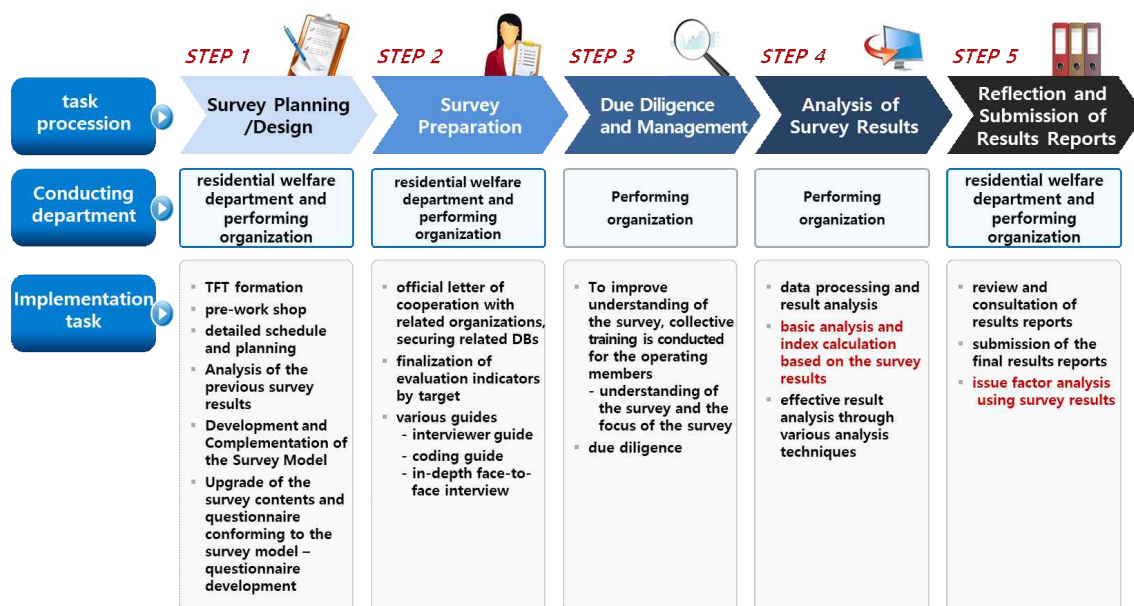 STEP 1
STEP 2
STEP 3
STEP 4
STEP 5
task
procession
Survey Planning
/Design
Survey
Preparation
Due Diligence
and Management
Analysis of
Survey Results
Reflection and
Submission of
Results Reports
Conducting
department
residential welfare
department and
performing
organization
residential welfare
department and
performing
organization
Performing
organization
Performing
organization
residential welfare
department and
performing
organization
Implementation
task
▪ TFT formation
▪ pre-work shop
▪ detailed schedule
and planning
▪ Analysis of the
previous survey
results
▪ Development and
Complementation of
the Survey Model
▪ Upgrade of the
survey contents and
questionnaire
conforming to the
survey model –
questionnaire
development
▪ official letter of
cooperation with
related organizations,
securing related DBs
▪ finalization of
evaluation indicators
by target
▪ various guides
- interviewer guide
- coding guide
- in-depth face-to-
face interview
▪ To improve
understanding of
the survey, collective
training is conducted
for the operating
members
- understanding of
the survey and the
focus of the survey
▪ due diligence
▪ data processing and
result analysis
▪ basic analysis and
index calculation
based on the survey
results
▪ effective result
analysis through
various analysis
techniques
▪ review and
consultation of
results reports
▪ submission of the
final results reports
▪ issue factor analysis
using survey results